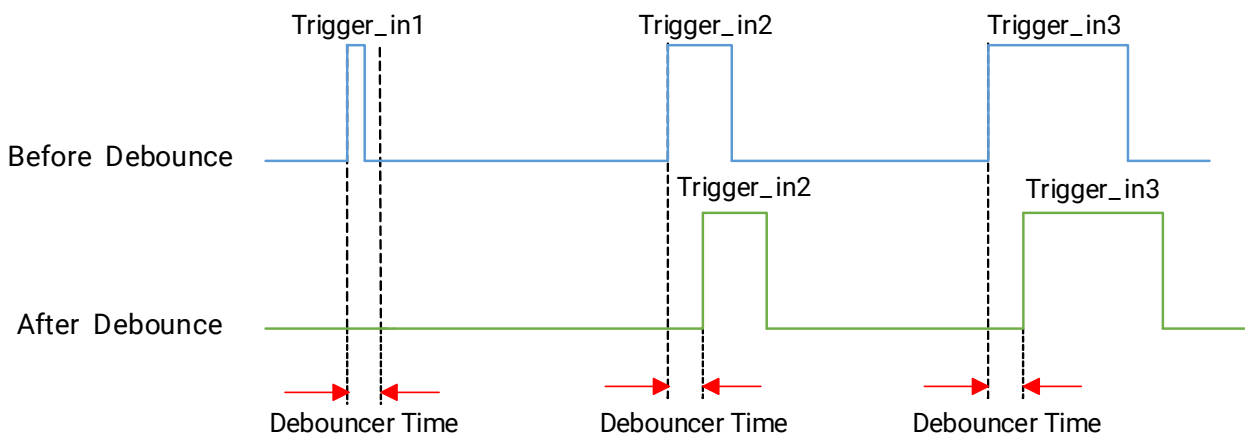 Trigger_in1
Trigger_in2
Trigger_in3
Before Debounce
Trigger_in2
Trigger_in3
After Debounce
Debouncer Time
Debouncer Time
Debouncer Time